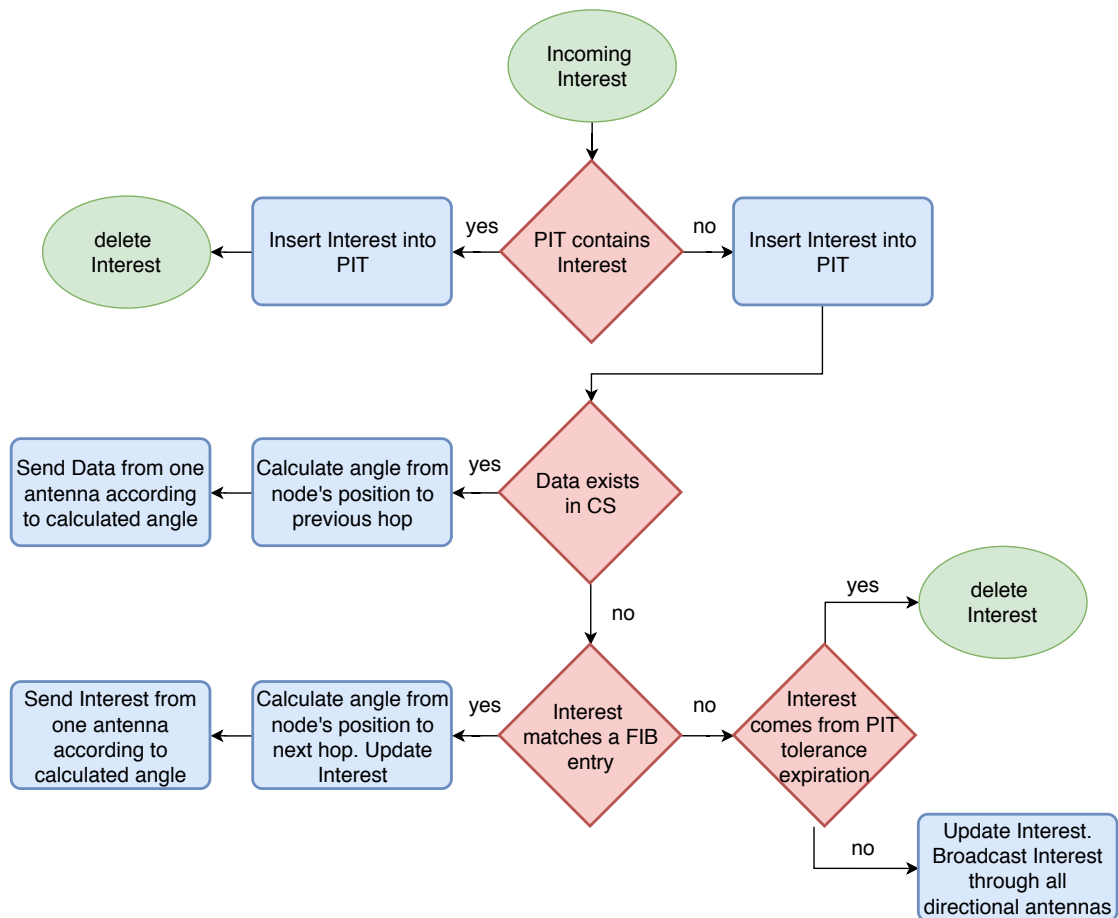 Incoming
Interest
delete
Interest
Insert Interest into
PIT
yes
PIT contains
Interest
no
Insert Interest into
PIT
Send Data from one
antenna according
to calculated angle
Calculate angle from
node's position to
previous hop
yes
Data exists
in CS
no
yes
delete
Interest
Send Interest from
one antenna
according to
calculated angle
Calculate angle from
node's position to
next hop. Update
Interest
yes
Interest
matches a FIB
entry
no
Interest
comes from PIT
tolerance
expiration
no
Update Interest.
Broadcast Interest
through all
directional antennas